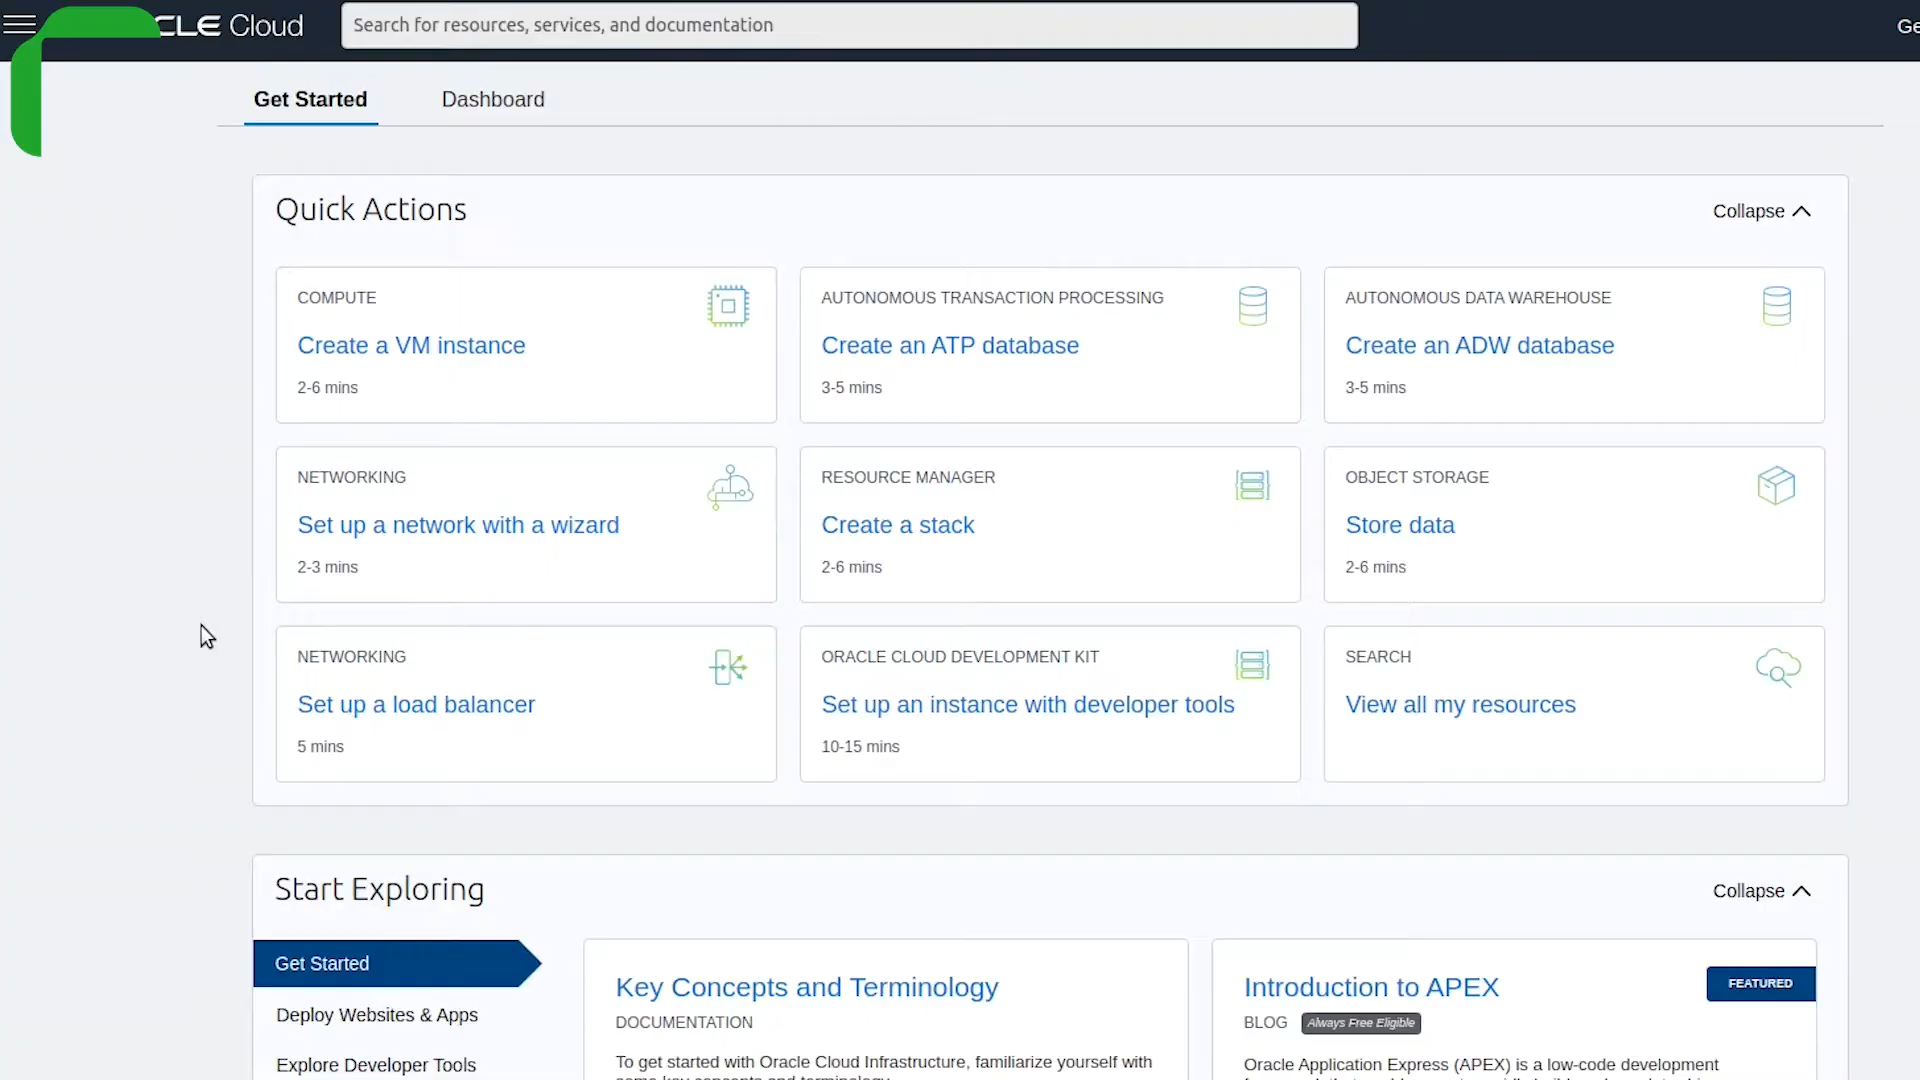 CLE Cloud
Search for resources, services, and documentation
Ge
Get Started
Dashboard
Quick Actions
Collapse
COMPUTE
Create a VM instance
2-6 mins
AUTONOMOUS TRANSACTION PROCESSING
Create an ATP database
3-5 mins
AUTONOMOUS DATA WAREHOUSE
Create an ADW database
3-5 mins
NETWORKING
Set up a network with a wizard
2-3 mins
RESOURCE MANAGER
Create a stack
2-6 mins
OBJECT STORAGE
Store data
2-6 mins
NETWORKING
Set up a load balancer
5 mins
ORACLE CLOUD DEVELOPMENT KIT
Set up an instance with developer tools
10-15 mins
SEARCH
View all my resources
Start Exploring
Collapse
Get Started
Deploy Websites & Apps
Explore Developer Tools
Key Concepts and Terminology
DOCUMENTATION
To get started with Oracle Cloud Infrastructure, familiarize yourself with
Introduction to APEX
FEATURED
BLOG
Always Free Eligible
Oracle Application Express (APEX) is a low-code development